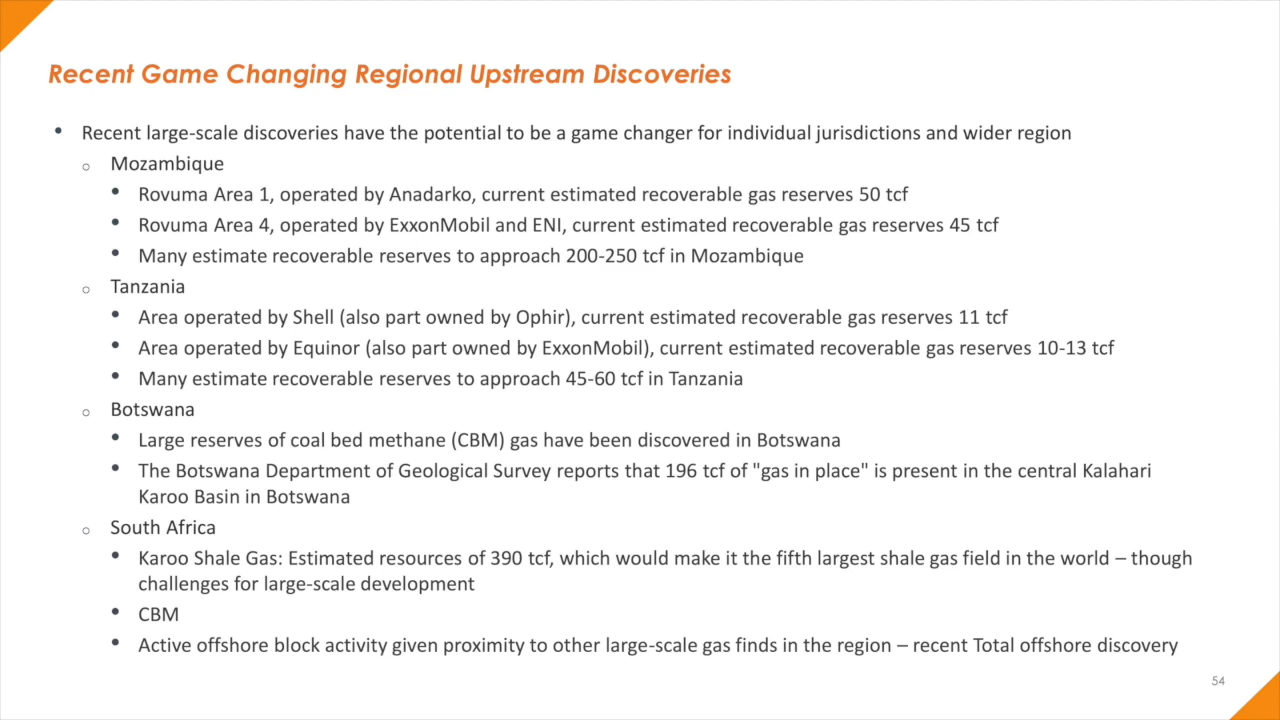 Recent Game Changing Regional Upstream Discoveries
• Recent large-scale discoveries have the potential to be a game changer for individual jurisdictions and wider region
○ Mozambique
• Rovuma Area 1, operated by Anadarko, current estimated recoverable gas reserves 50 tcf
• Rovuma Area 4, operated by ExxonMobil and ENI, current estimated recoverable gas reserves 45 tcf
• Many estimate recoverable reserves to approach 200-250 tcf in Mozambique
○ Tanzania
• Area operated by Shell (also part owned by Ophir), current estimated recoverable gas reserves 11 tcf
• Area operated by Equinor (also part owned by ExxonMobil), current estimated recoverable gas reserves 10-13 tcf
• Many estimate recoverable reserves to approach 45-60 tcf in Tanzania
○ Botswana
• Large reserves of coal bed methane (CBM) gas have been discovered in Botswana
• The Botswana Department of Geological Survey reports that 196 tcf of "gas in place" is present in the central Kalahari
Karoo Basin in Botswana
○ South Africa
• Karoo Shale Gas: Estimated resources of 390 tcf, which would make it the fifth largest shale gas field in the world – though
challenges for large-scale development
• CBM
• Active offshore block activity given proximity to other large-scale gas finds in the region – recent Total offshore discovery
54